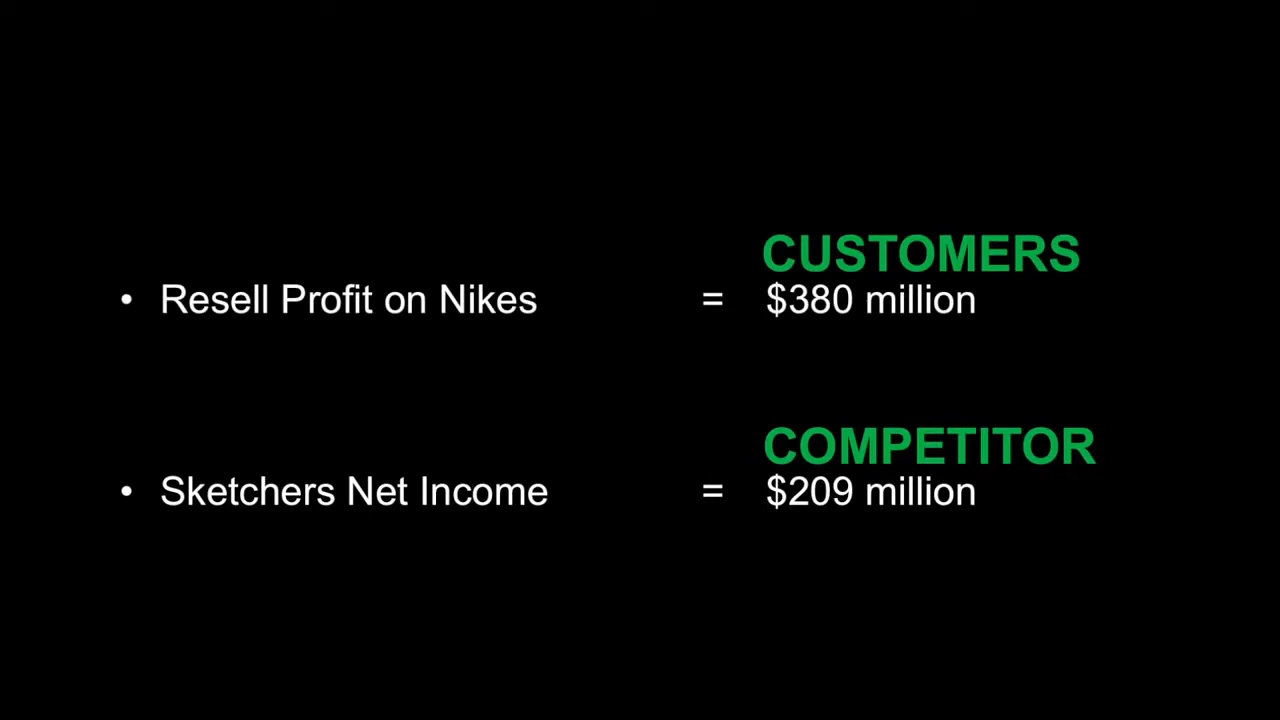 CUSTOMERS
• Resell Profit on Nikes = $380 million
COMPETITOR
• Sketchers Net Income = $209 million